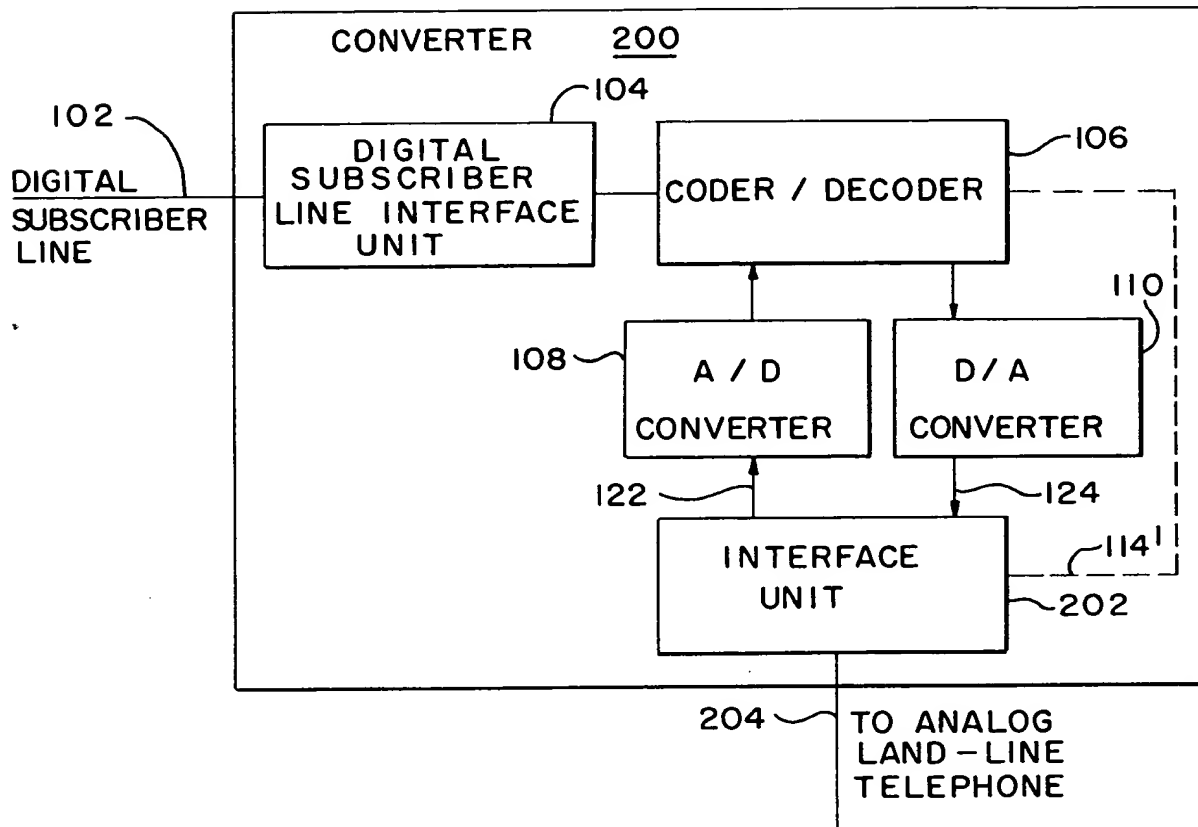 CONVERTER 200
104
102
DIGITAL
SUBSCRIBER
LINE
DIGITAL
SUBSCRIBER
LINE INTERFACE
UNIT
CODER / DECODER
106
108
A / D
CONVERTER
D/A
CONVERTER
110
122
124
INTERFACE
UNIT
114'
202
204
TO ANALOG
LAND-LINE
TELEPHONE